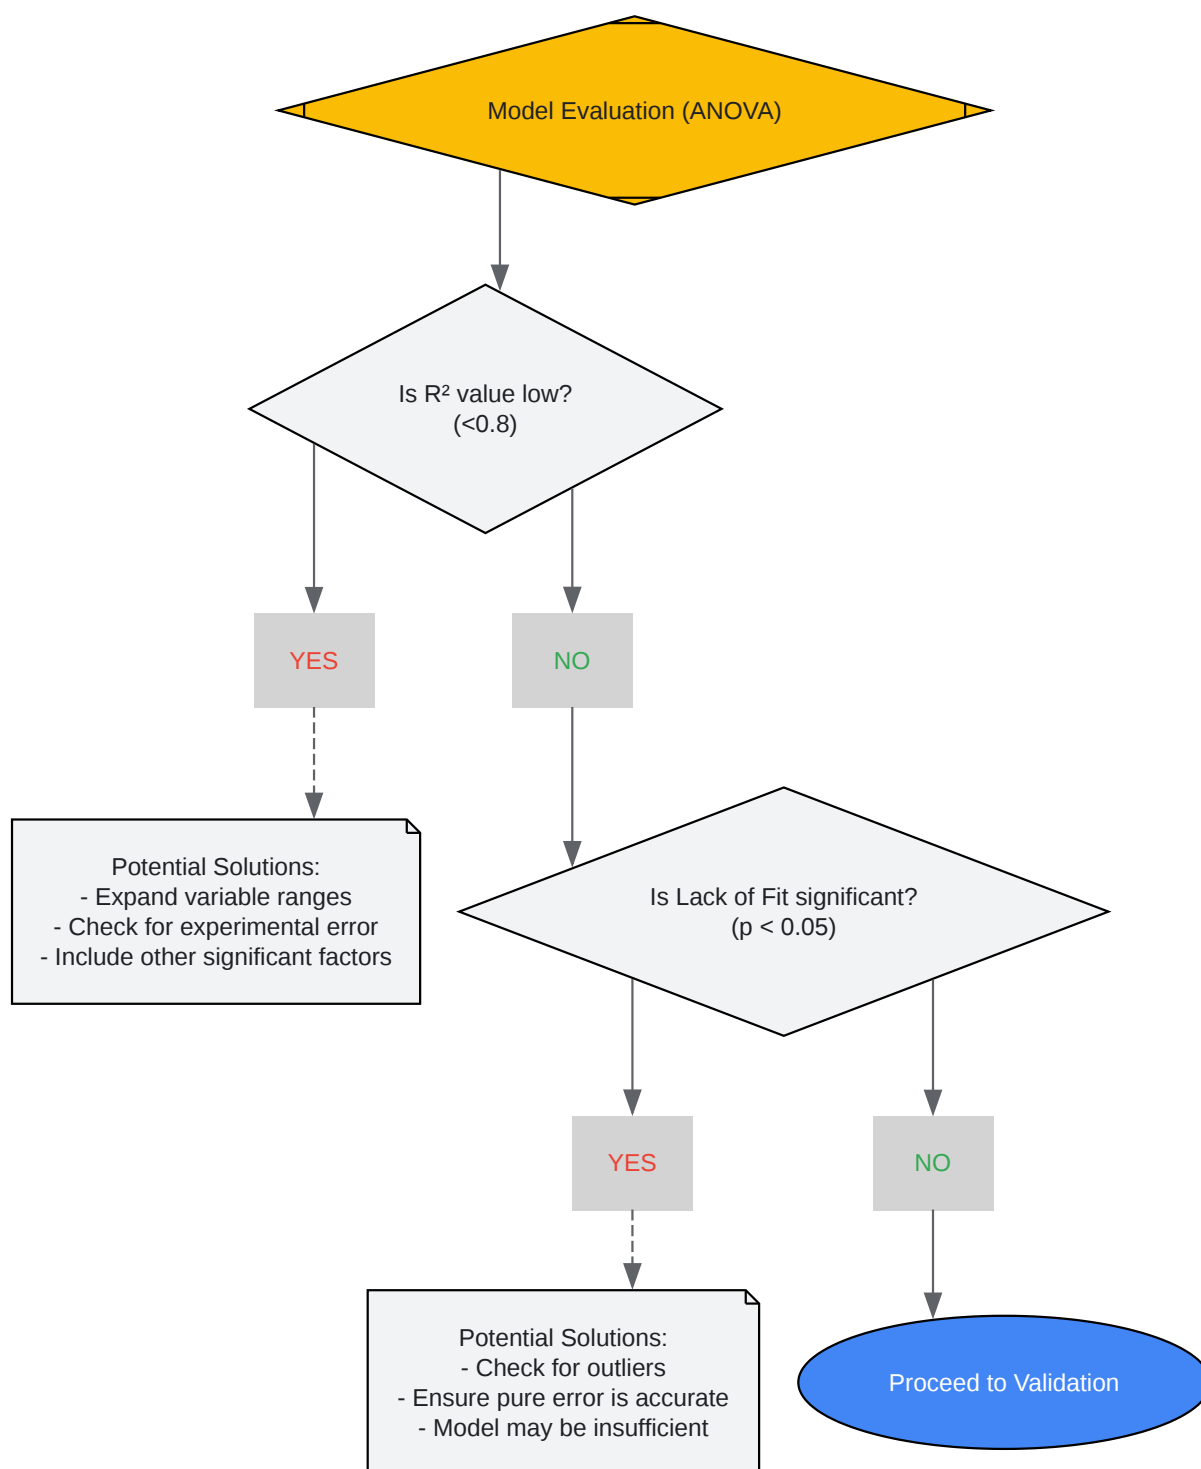 Model Evaluation (ANOVA)
Is R² value low?
(<0.8)
YES
NO
Potential Solutions:
- Expand variable ranges
- Check for experimental error
- Include other significant factors
Is Lack of Fit significant?
(p < 0.05)
YES
NO
Potential Solutions:
- Check for outliers
- Ensure pure error is accurate
- Model may be insufficient
Proceed to Validation